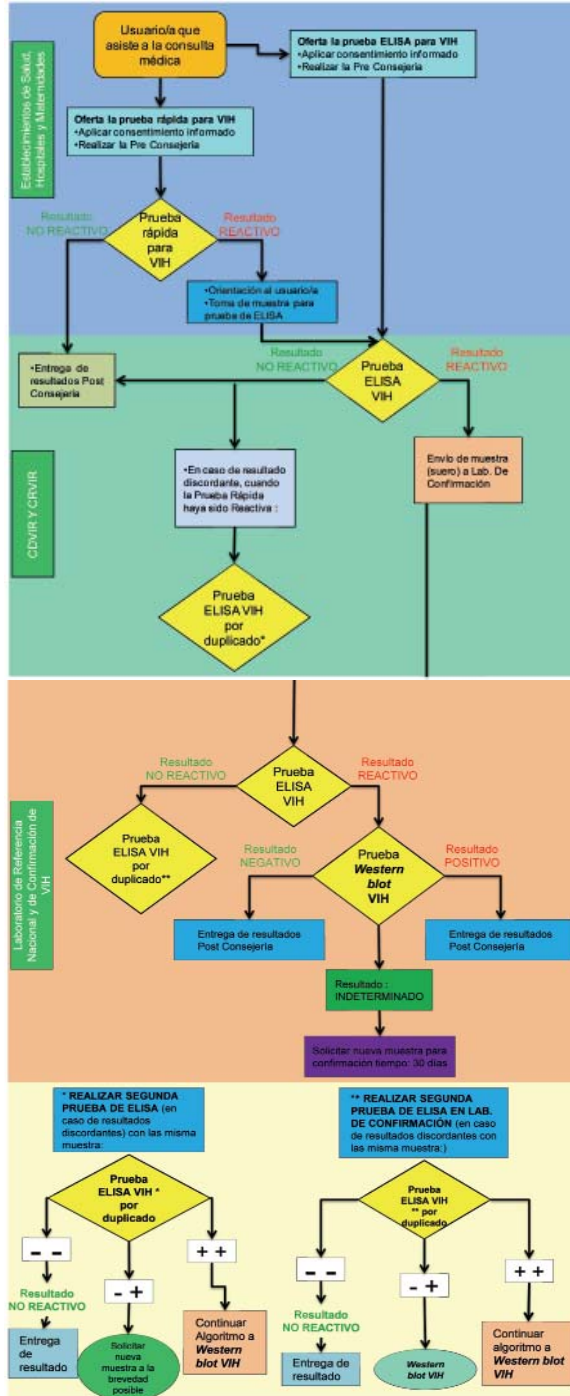 Usuario/a que
asiste a la consulta
médica
Oferta la prueba ELISA para VIH
•Aplicar consentimiento informado
•Realizar la Pre Consejería
Establecimientos de Salud,
Hospitales y Maternidades
Oferta la prueba rápida para VIH
•Aplicar consentimiento informado
•Realizar la Pre Consejería
Resultado
NO REACTIVO
Prueba
rápida
para
VIH
Resultado
REACTIVO
•Orientación al usuario/a
•Toma de muestra para
prueba de ELISA
•Entrega de
resultados Post
Consejería
Resultado
NO REACTIVO
Prueba
ELISA
VIH
Resultado
REACTIVO
CDVIR Y CRVIR
•En caso de resultado
discordante, cuando
la Prueba Rápida
haya sido Reactiva :
Envío de muestra
(suero) a Lab. De
Confirmación
Prueba
ELISA VIH
por
duplicado*
Laboratorio de Referencia
Nacional y de Confirmación de
VIH
Resultado
NO REACTIVO
Prueba
ELISA
VIH
Resultado
REACTIVO
Prueba
ELISA VIH
por
duplicado**
Resultado
NEGATIVO
Prueba
Western
blot
VIH
Resultado
POSITIVO
Entrega de resultados
Post Consejería
Entrega de resultados
Post Consejería
Resultado :
INDETERMINADO
Solicitar nueva muestra para
confirmación tiempo: 30 días
* REALIZAR SEGUNDA
PRUEBA DE ELISA (en
caso de resultados
discordantes) con las misma
muestra:
Prueba
ELISA VIH *
por
duplicado
- -
- +
+ +
Resultado
NO REACTIVO
Entrega
de
resultado
Solicitar
nueva
muestra a la
brevedad
posible
Continuar
Algoritmo a
Western
blot VIH
** REALIZAR SEGUNDA
PRUEBA DE ELISA EN LAB.
DE CONFIRMACIÓN (en caso
de resultados discordantes con
las misma muestra:)
Prueba
ELISA VIH
** por
duplicado
- -
- +
+ +
Resultado
NO REACTIVO
Entrega de
resultado
Western
blot VIH
Continuar
algoritmo a
Western blot
VIH